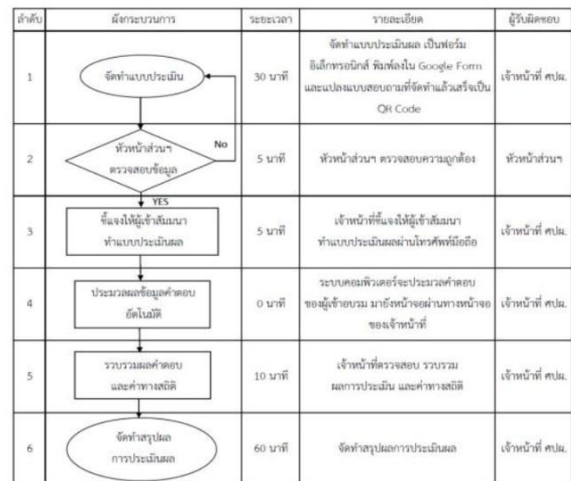 ลำดับ ผังกระบวนการ ระยะเวลา รายละเอียด ผู้รับผิดชอบ
1
จัดทำแบบประเมิน
30 นาที
จัดทำแบบประเมินผล เป็นฟอร์ม
อิเล็กทรอนิกส์ พิมพ์ลงใน Google Form
และแปลงแบบสอบถามที่จัดทำแล้วเสร็จเป็น
QR Code
เจ้าหน้าที่ ศปผ.
2
หัวหน้าส่วนฯ
ตรวจสอบข้อมูล
No
YES
5 นาที
หัวหน้าส่วนฯ ตรวจสอบความถูกต้อง
หัวหน้าส่วนฯ
3
ชี้แจงให้ผู้เข้าสัมมนา
ทำแบบประเมินผล
5 นาที
เจ้าหน้าที่ชี้แจงให้ผู้เข้าสัมมนา
ทำแบบประเมินผลผ่านโทรศัพท์มือถือ
เจ้าหน้าที่ ศปผ.
4
ประมวลผลข้อมูลคำตอบ
อัตโนมัติ
0 นาที
ระบบคอมพิวเตอร์จะประมวลคำตอบ
ของผู้เข้าอบรม มายังหน้าจอผ่านทางหน้าจอ
ของเจ้าหน้าที่
เจ้าหน้าที่ ศปผ.
5
รวบรวมผลคำตอบ
และค่าทางสถิติ
10 นาที
เจ้าหน้าที่ตรวจสอบ รวบรวม
ผลการประเมิน และค่าทางสถิติ
เจ้าหน้าที่ ศปผ.
6
จัดทำสรุปผล
การประเมินผล
60 นาที
จัดทำสรุปผลการประเมินผล
เจ้าหน้าที่ ศปผ.